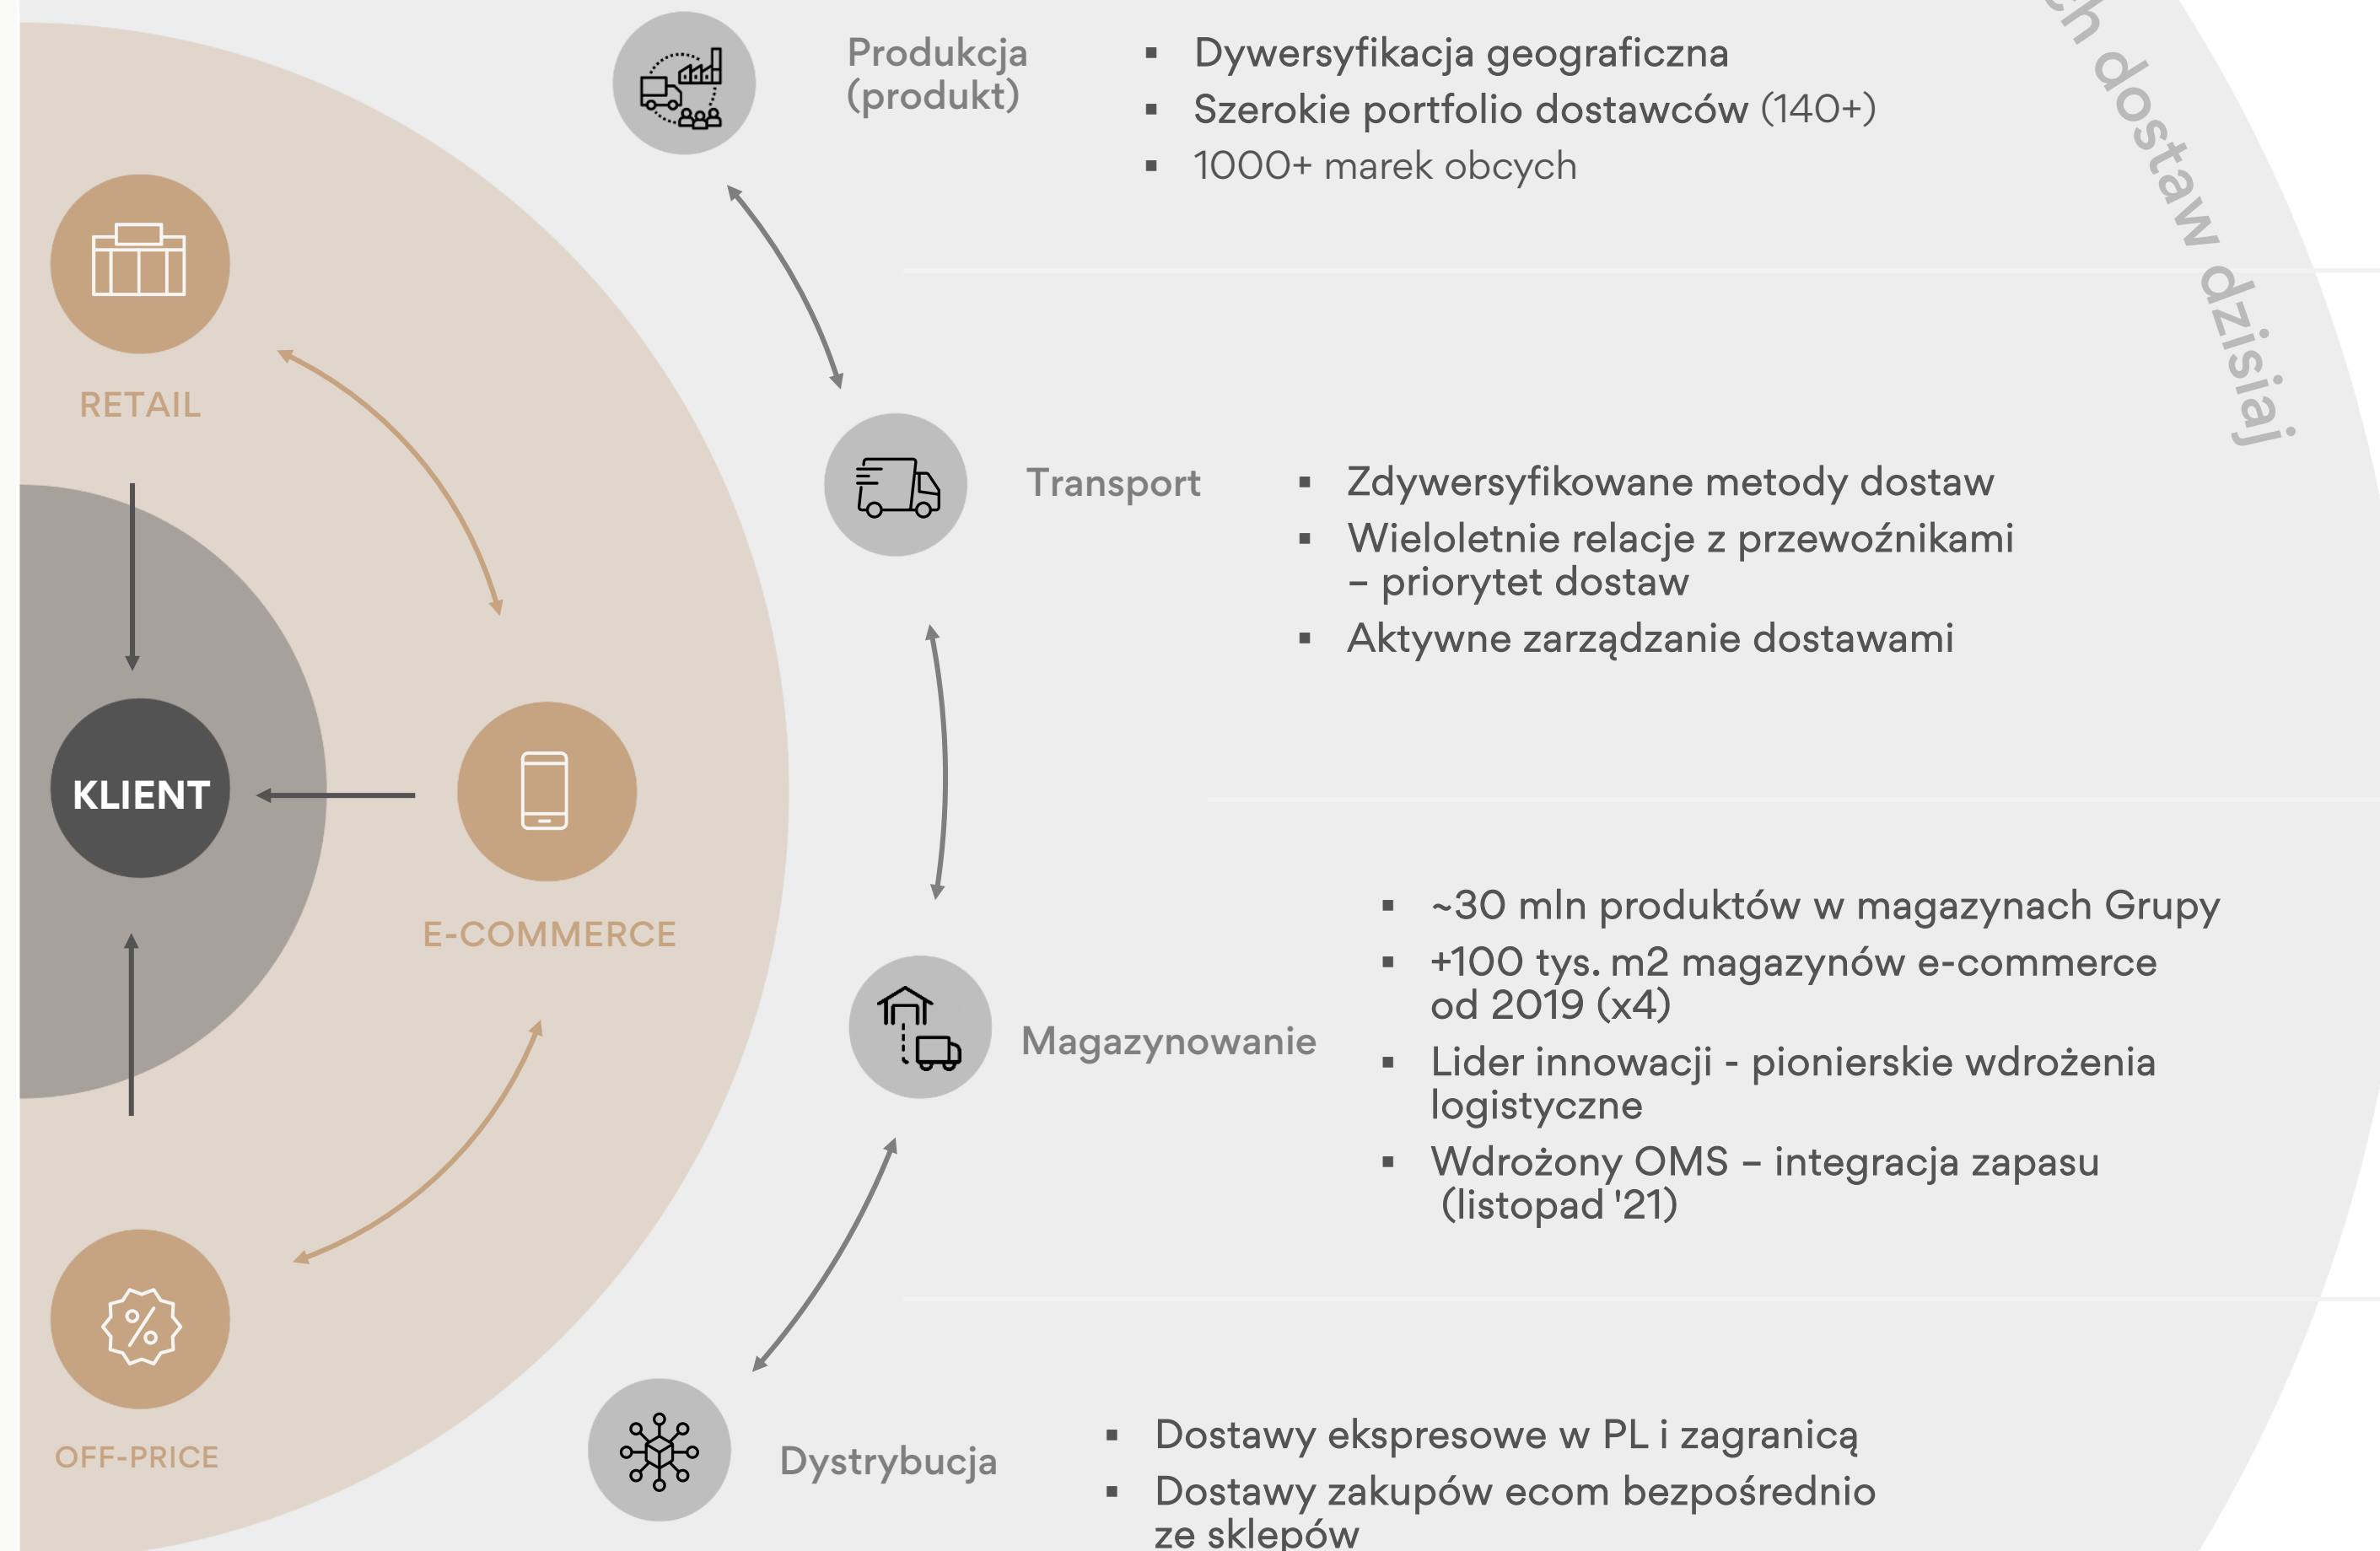 Produkcja
(produkt)
▪ Dywersyfikacja geograficzna
▪ Szerokie portfolio dostawców (140+)
▪ 1000+ marek obcych
dostaw dzisiaj
RETAIL
Transport
▪ Zdywersyfikowane metody dostaw
▪ Wieloletnie relacje z przewoźnikami
– priorytet dostaw
▪ Aktywne zarządzanie dostawami
KLIENT
E-COMMERCE
Magazynowanie
▪ ~30 mln produktów w magazynach Grupy
▪ +100 tys. m2 magazynów e-commerce
od 2019 (x4)
▪ Lider innowacji - pionierskie wdrożenia
logistyczne
▪ Wdrożony OMS – integracja zapasu
(listopad '21)
OFF-PRICE
Dystrybucja
▪ Dostawy ekspresowe w PL i zagranicą
▪ Dostawy zakupów ecom bezpośrednio
ze sklepów